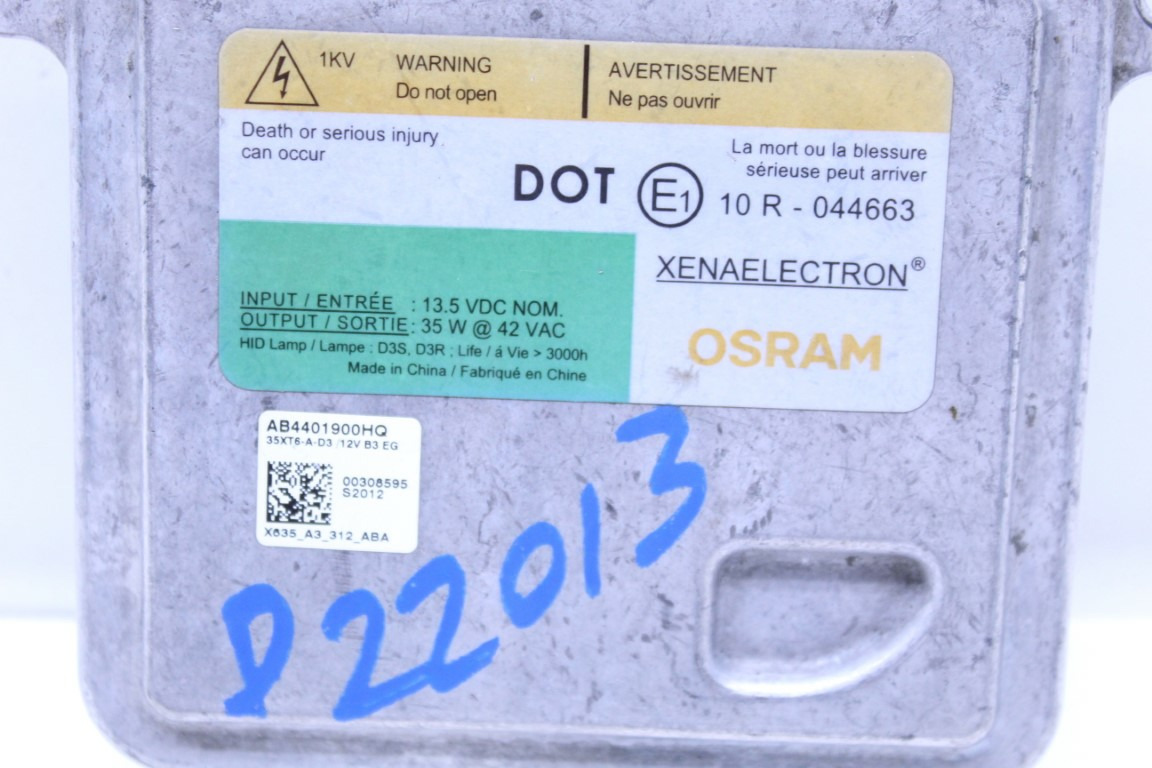 1KV WARNING
Do not open
AVERTISSEMENT
Ne pas ouvrir
Death or serious injury
can occur
La mort ou la blessure
sérieuse peut arriver
DOT E1 10 R - 044663
XENAELECTRON®
OSRAM
INPUT / ENTRÉE : 13.5 VDC NOM.
OUTPUT / SORTIE : 35 W @ 42 VAC
HID Lamp / Lampe : D3S, D3R ; Life / á Vie > 3000h
Made in China / Fabriqué en Chine
AB4401900HQ
35XT6-A-D3 /12V B3 EG
00308595
S2012
X635_A3_312_ABA
P22013